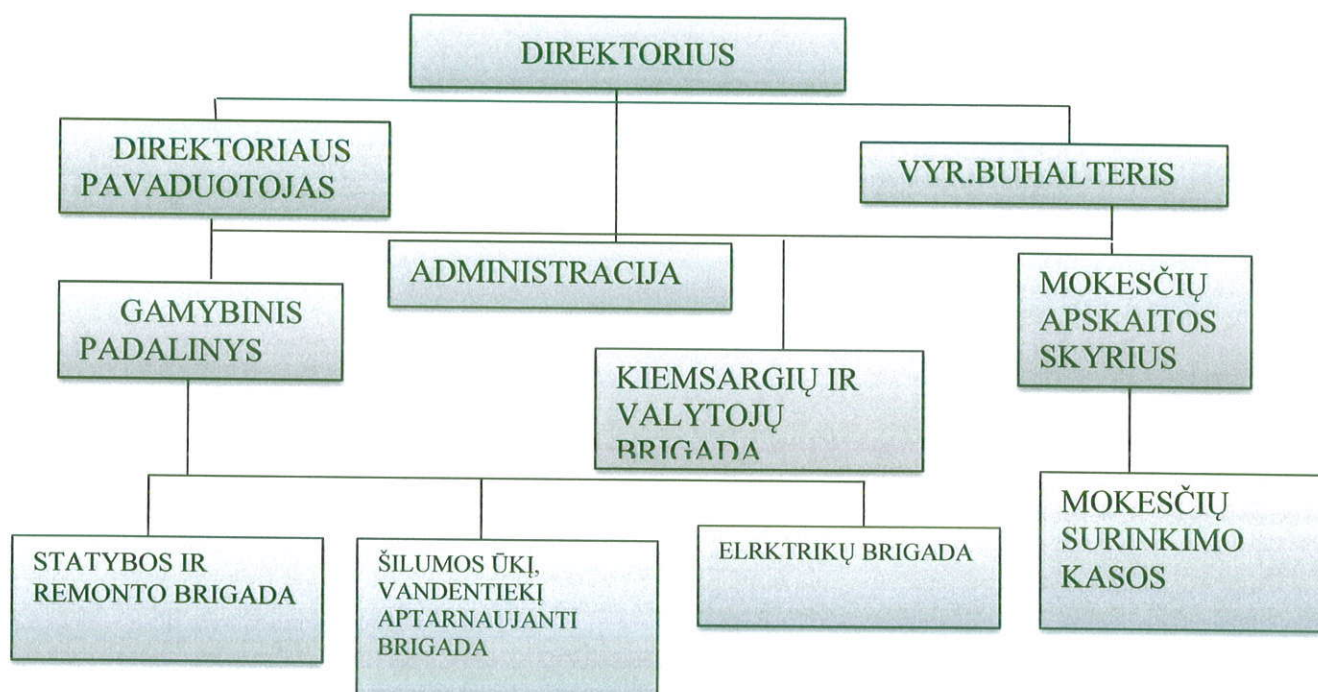 DIREKTORIUS
DIREKTORIAUS
PAVADUOTOJAS
VYR.BUHALTERIS
ADMINISTRACIJA
GAMYBINIS
PADALINYS
MOKESČIŲ
APSKAITOS
SKYRIUS
KIEMSARGIŲ IR
VALYTOJŲ
BRIGADA
STATYBOS IR
REMONTO BRIGADA
ŠILUMOS ŪKĮ,
VANDENTIEKĮ
APTARNAUJANTI
BRIGADA
ELRKTRIKŲ BRIGADA
MOKESČIŲ
SURINKIMO
KASOS